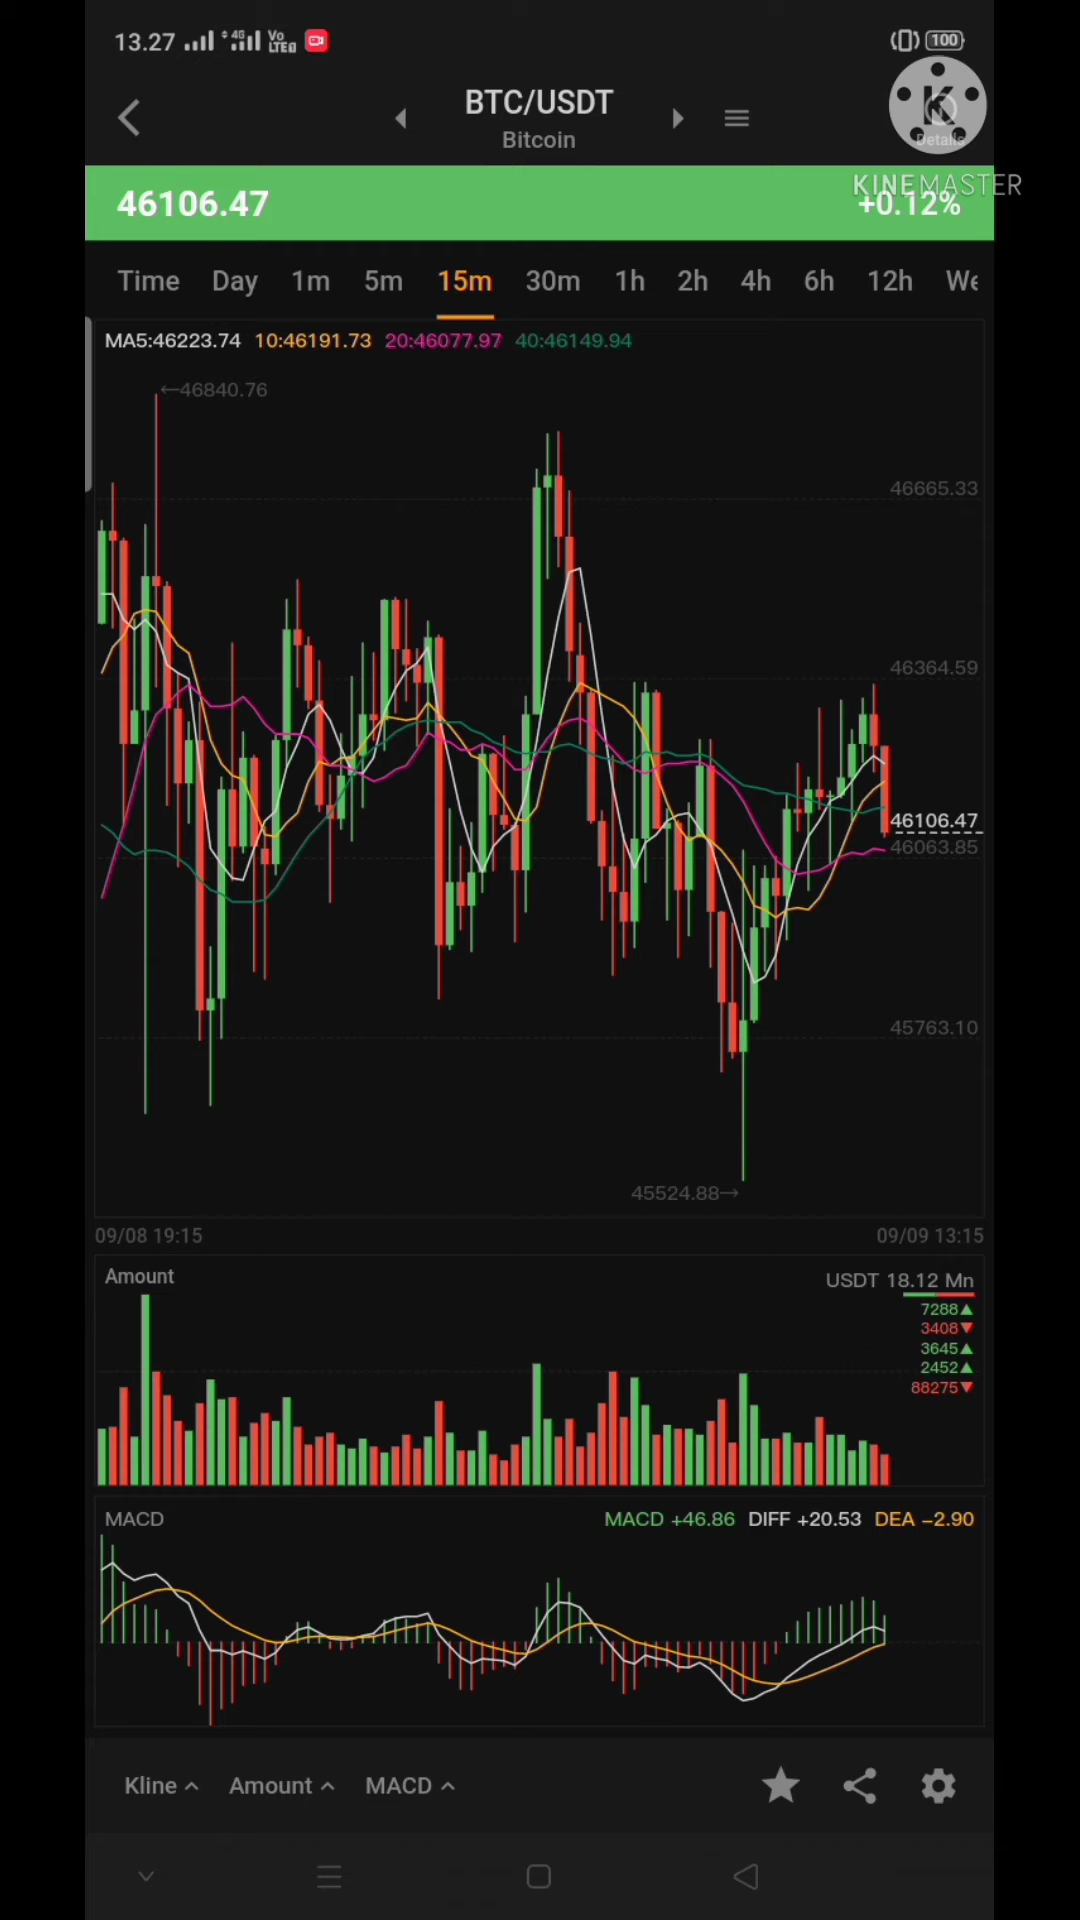 13.27 4G Vo LTE 100
BTC/USDT
Bitcoin
K
Details
KINEMASTER
46106.47 +0.12%
Time Day 1m 5m 15m 30m 1h 2h 4h 6h 12h We
MA5:46223.74 10:46191.73 20:46077.97 40:46149.94
←46840.76
46665.33
46364.59
46106.47
46063.85
45763.10
45524.88→
09/08 19:15 09/09 13:15
Amount USDT 18.12 Mn
7288▲
3408▼
3645▲
2452▲
88275▼
MACD MACD +46.86 DIFF +20.53 DEA −2.90
Kline Amount MACD